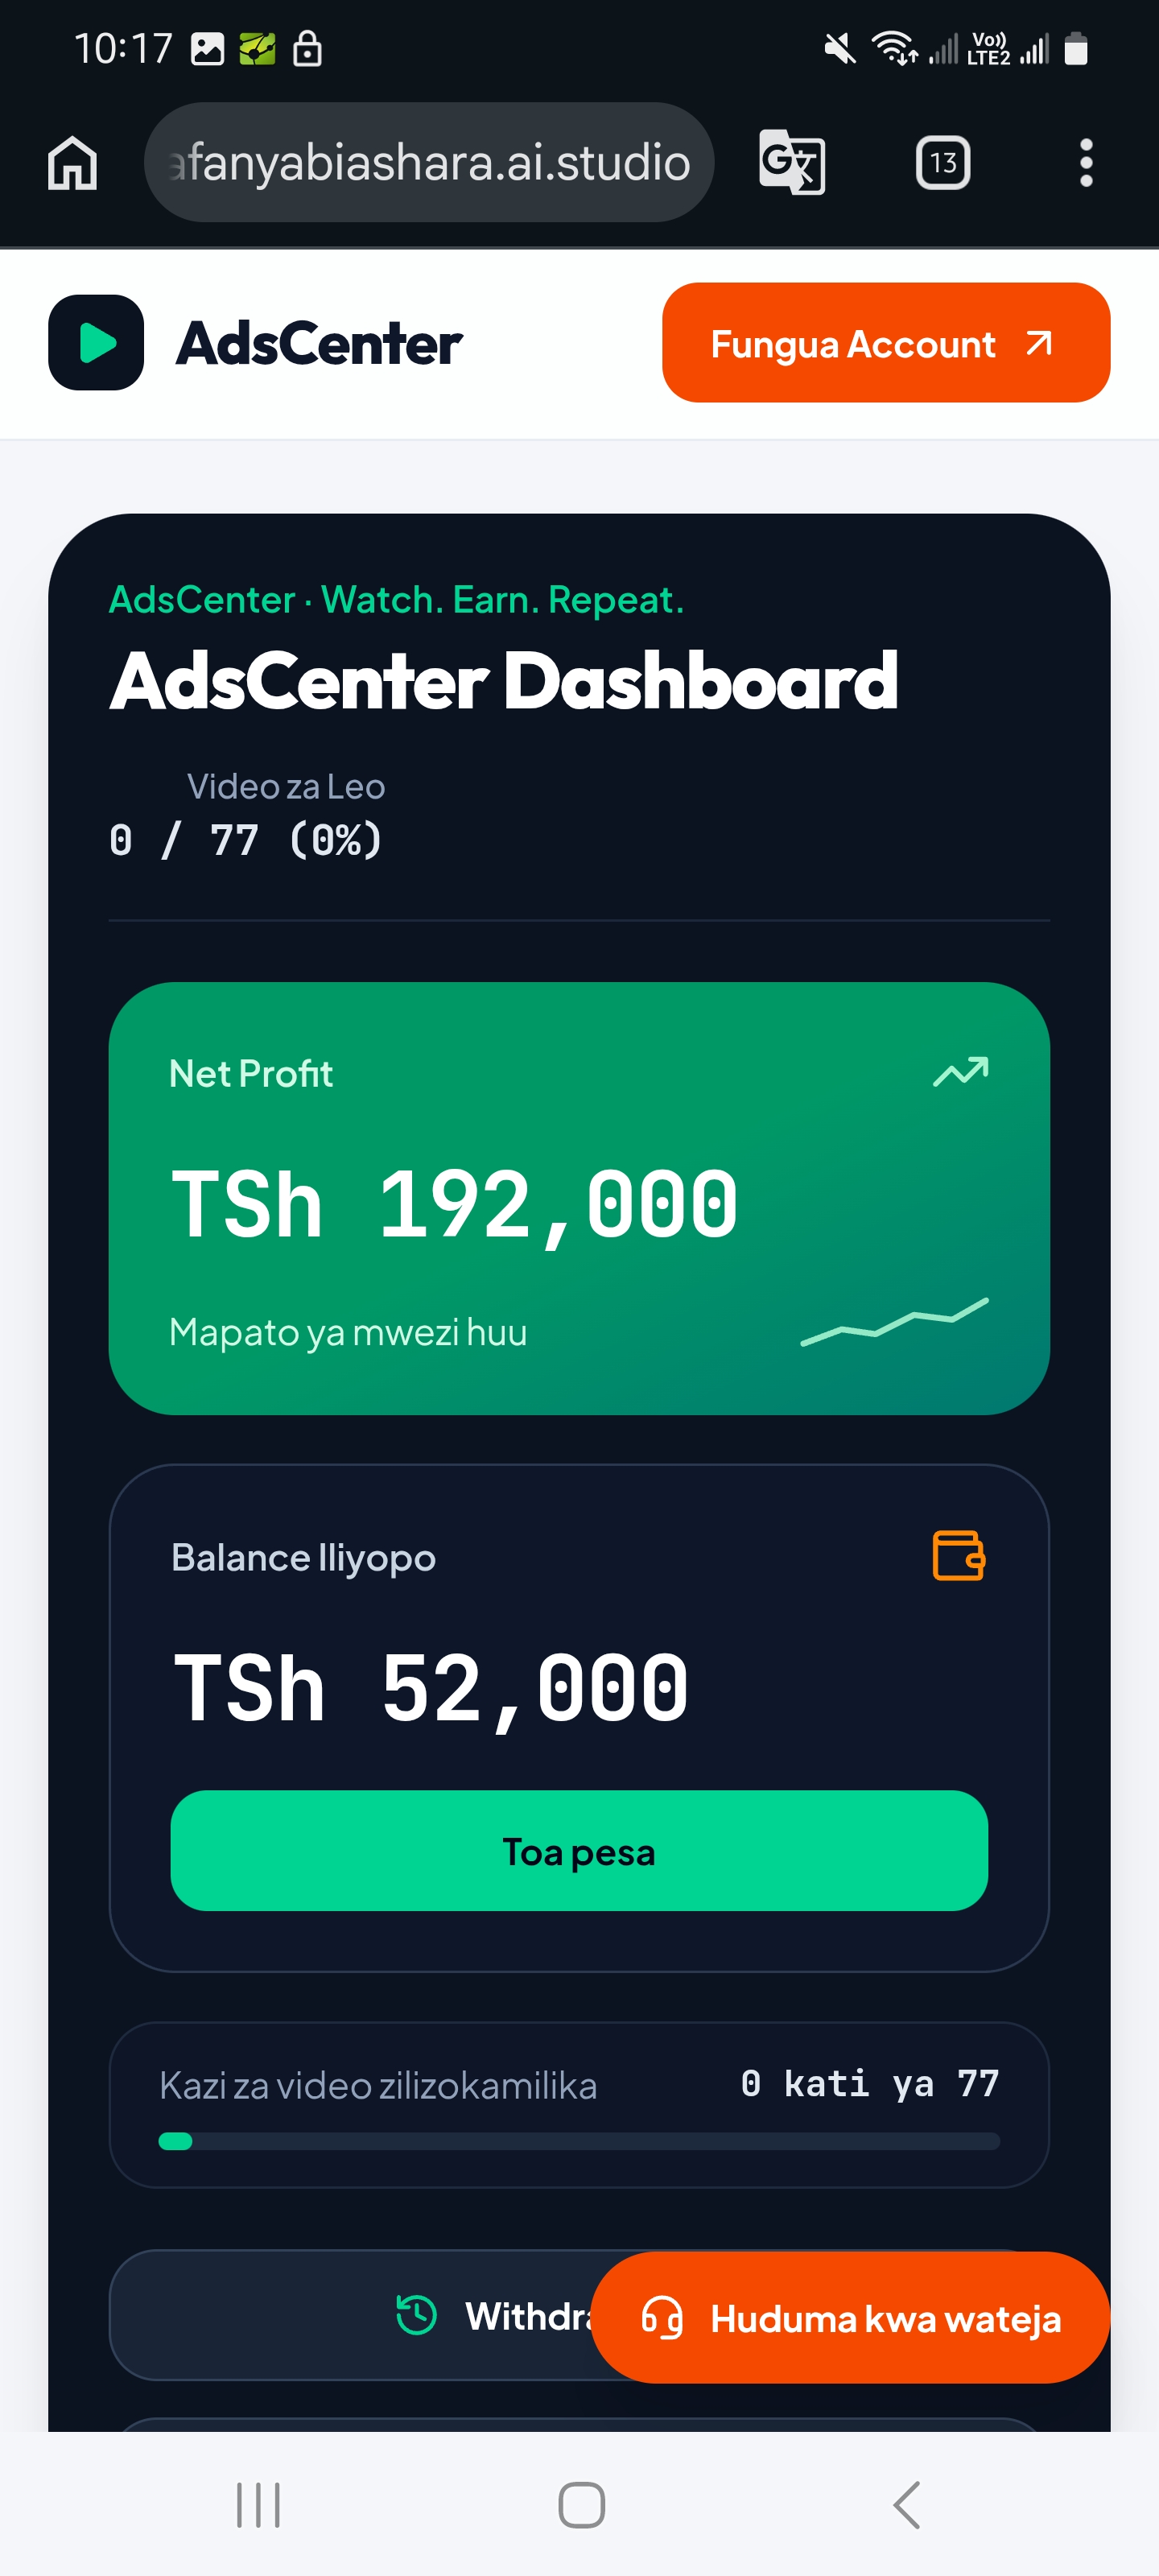 10:17
Vo))
LTE2
afanyabiashara.ai.studio
13
AdsCenter
Fungua Account
AdsCenter · Watch. Earn. Repeat.
AdsCenter Dashboard
Video za Leo
0 / 77 (0%)
Net Profit
TSh 192,000
Mapato ya mwezi huu
Balance Iliyopo
TSh 52,000
Toa pesa
Kazi za video zilizokamilika
0 kati ya 77
Withdra
Huduma kwa wateja